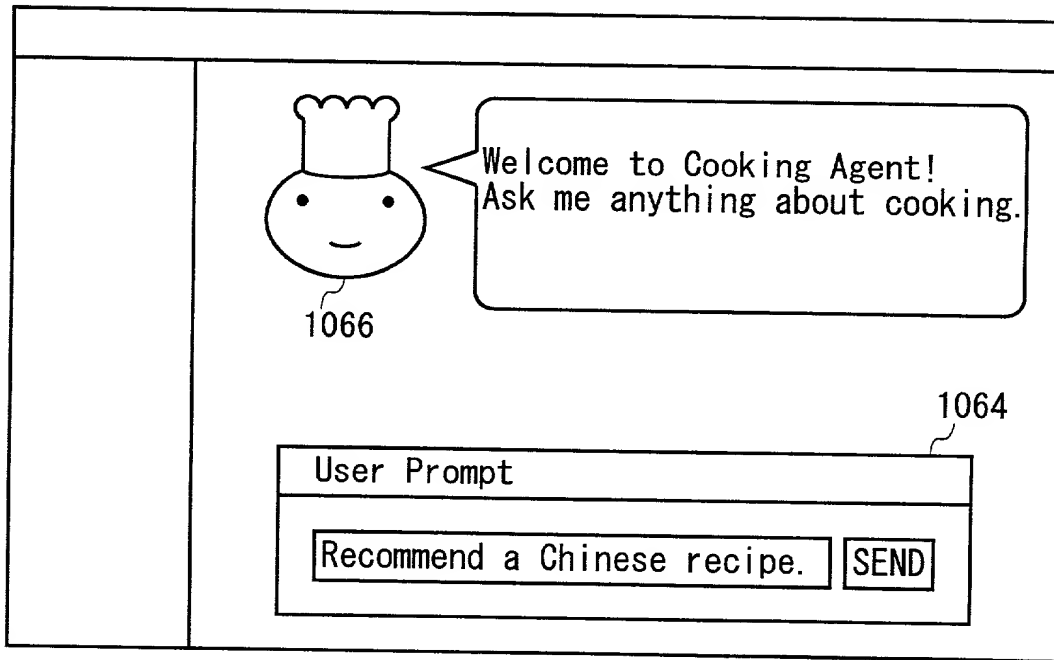 Welcome to Cooking Agent!
Ask me anything about cooking.
1066
1064
User Prompt
Recommend a Chinese recipe.
SEND